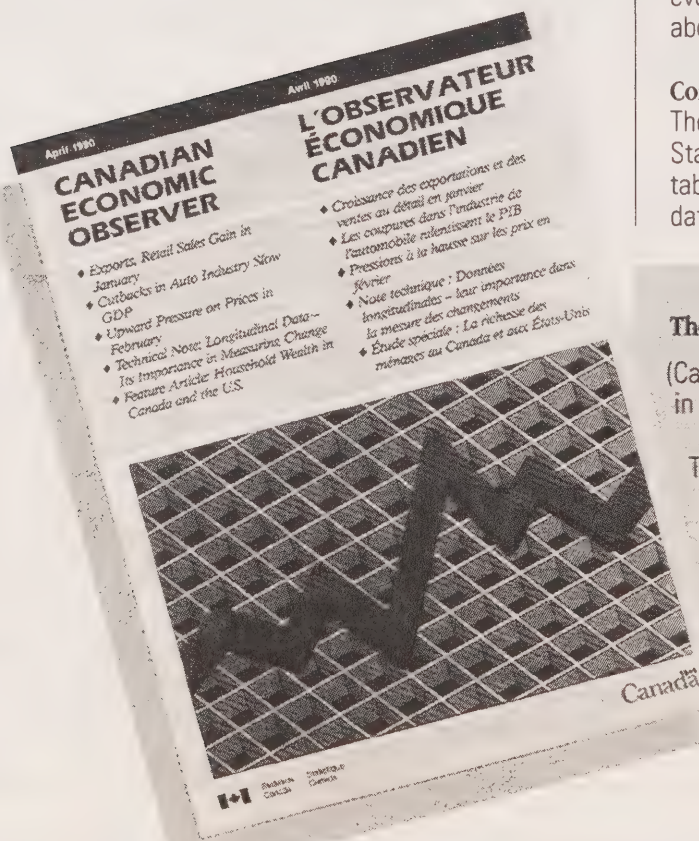 April 1990
CANADIAN
ECONOMIC
OBSERVER
♦ Exports, Retail Sales Gain in
January
♦ Cutbacks in Auto Industry Slow
GDP
♦ Upward Pressure on Prices in
February
♦ Technical Note: Longitudinal Data—
Its Importance in Measuring Change
♦ Feature Article: Household Wealth in
Canada and the U.S.
Avril 1990
L'OBSERVATEUR
ÉCONOMIQUE
CANADIEN
♦ Croissance des exportations et des
ventes au détail en janvier
♦ Les coupures dans l'industrie de
l'automobile ralentissent le PIB
♦ Pressions à la hausse sur les prix en
février
♦ Note technique : Données
longitudinales – leur importance dans
la mesure des changements
♦ Étude spéciale : La richesse des
ménages au Canada et aux États-Unis
Canada
Statistics
Canada
Statistique
Canada
eva
abo
Co
The
Sta
tab
dat
Th
(Ca
in
T